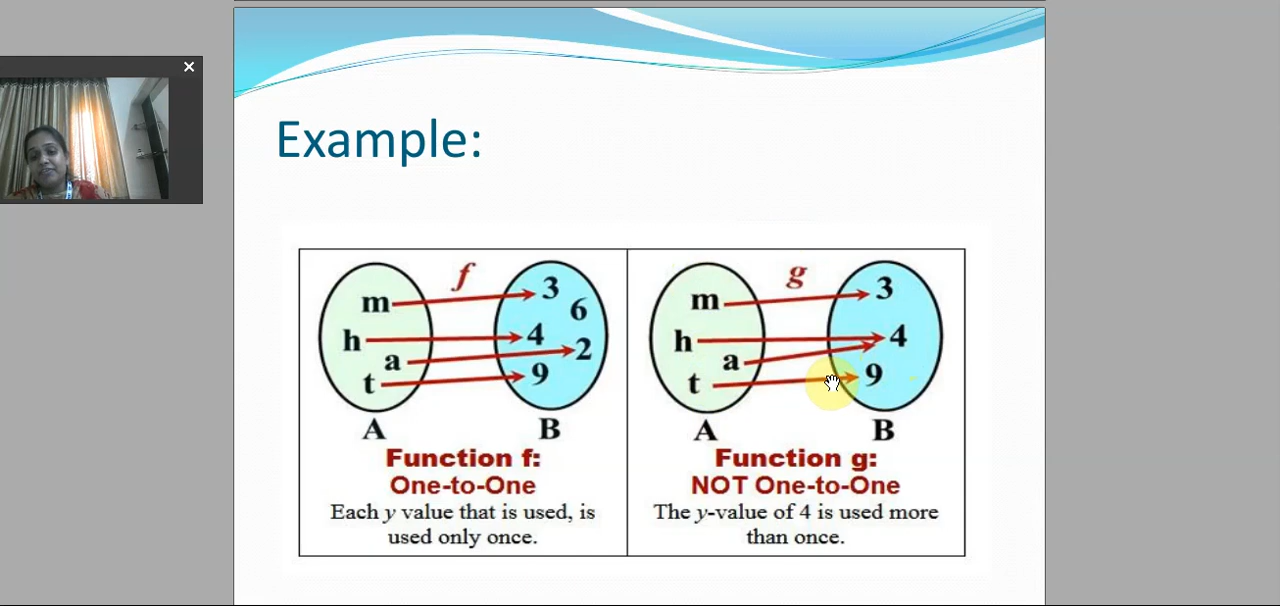 Example:
f
m
h
a
t
3
6
4
2
9
A
B
Function f:
One-to-One
Each y value that is used, is
used only once.
g
m
h
a
t
3
4
9
A
B
Function g:
NOT One-to-One
The y-value of 4 is used more
than once.